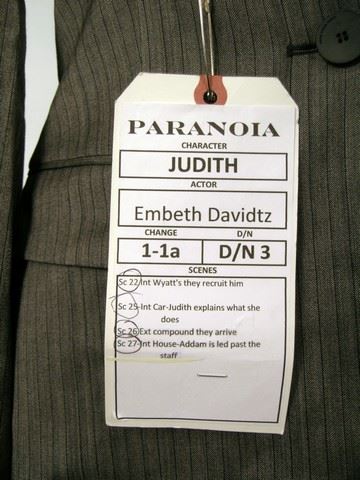 PARANOIA
CHARACTER
JUDITH
ACTOR
Embeth Davidtz
CHANGE D/N
1-1a D/N 3
SCENES
Sc 22-Int Wyatt's they recruit him
Sc 25-Int Car-Judith explains what she
does
Sc 26-Ext compound they arrive
Sc 27-Int House-Addam is led past the
staff